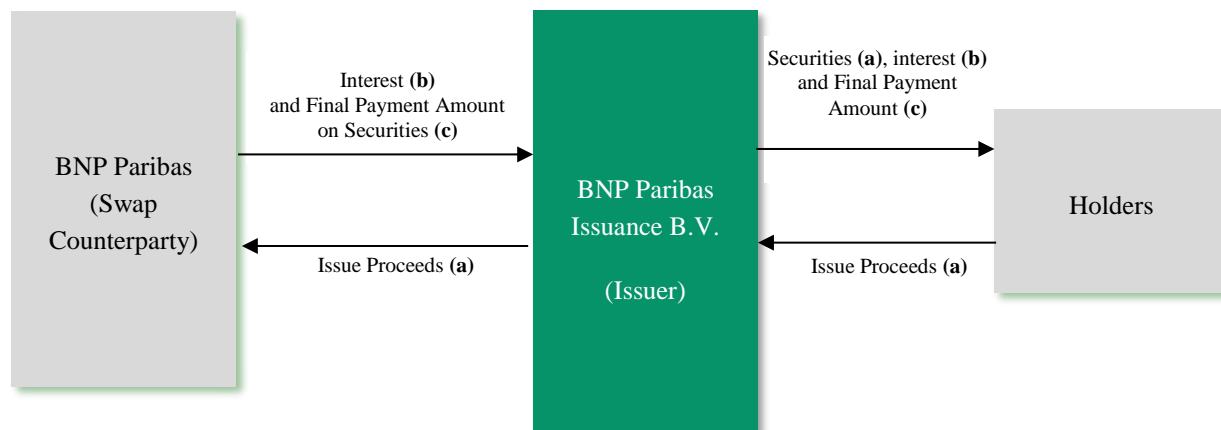 BNP Paribas
(Swap
Counterparty)
Interest (b)
and Final Payment Amount
on Securities (c)
Issue Proceeds (a)
BNP Paribas
Issuance B.V.
(Issuer)
Securities (a), interest (b)
and Final Payment
Amount (c)
Issue Proceeds (a)
Holders